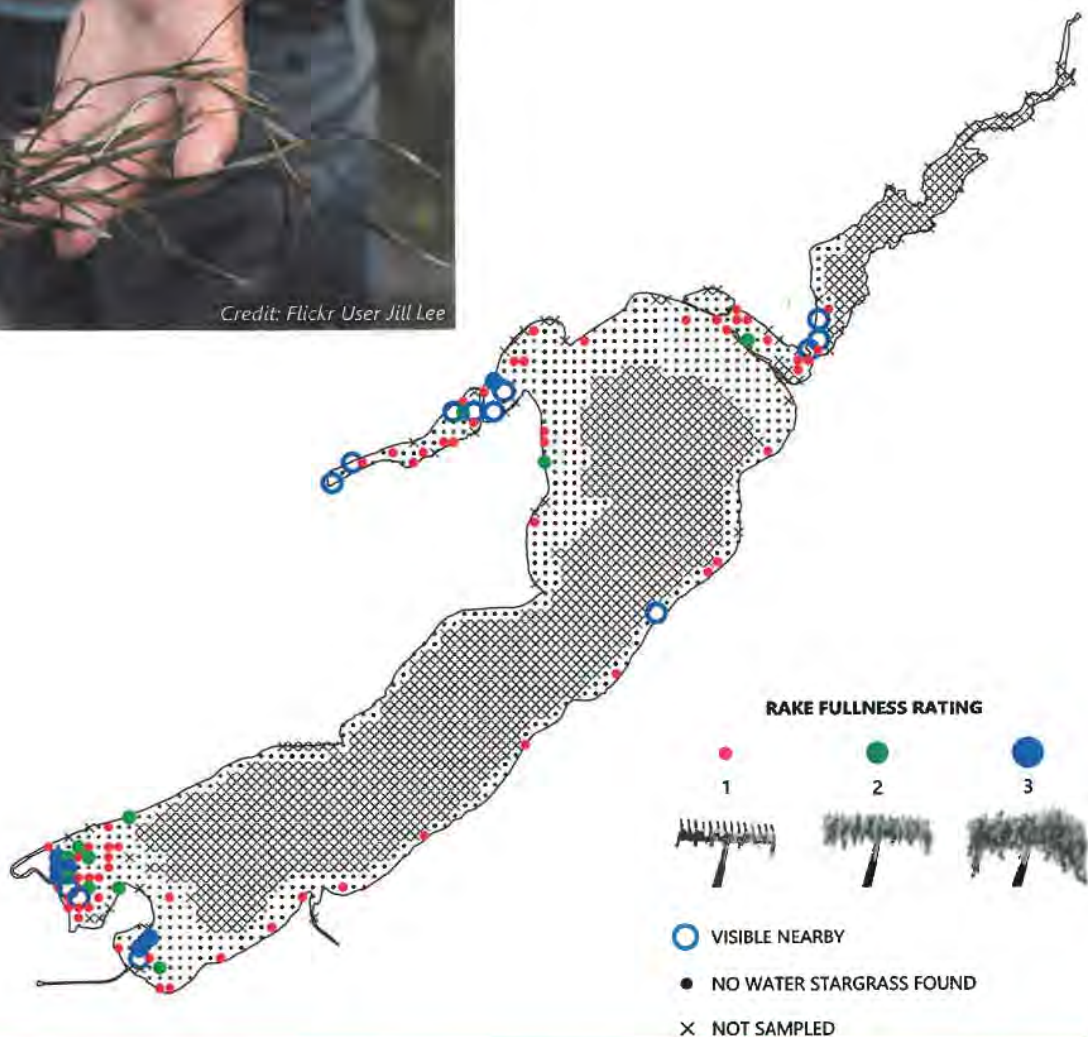 Credit: Flickr User Jill Lee
RAKE FULLNESS RATING
1 2 3
VISIBLE NEARBY
NO WATER STARGRASS FOUND
NOT SAMPLED